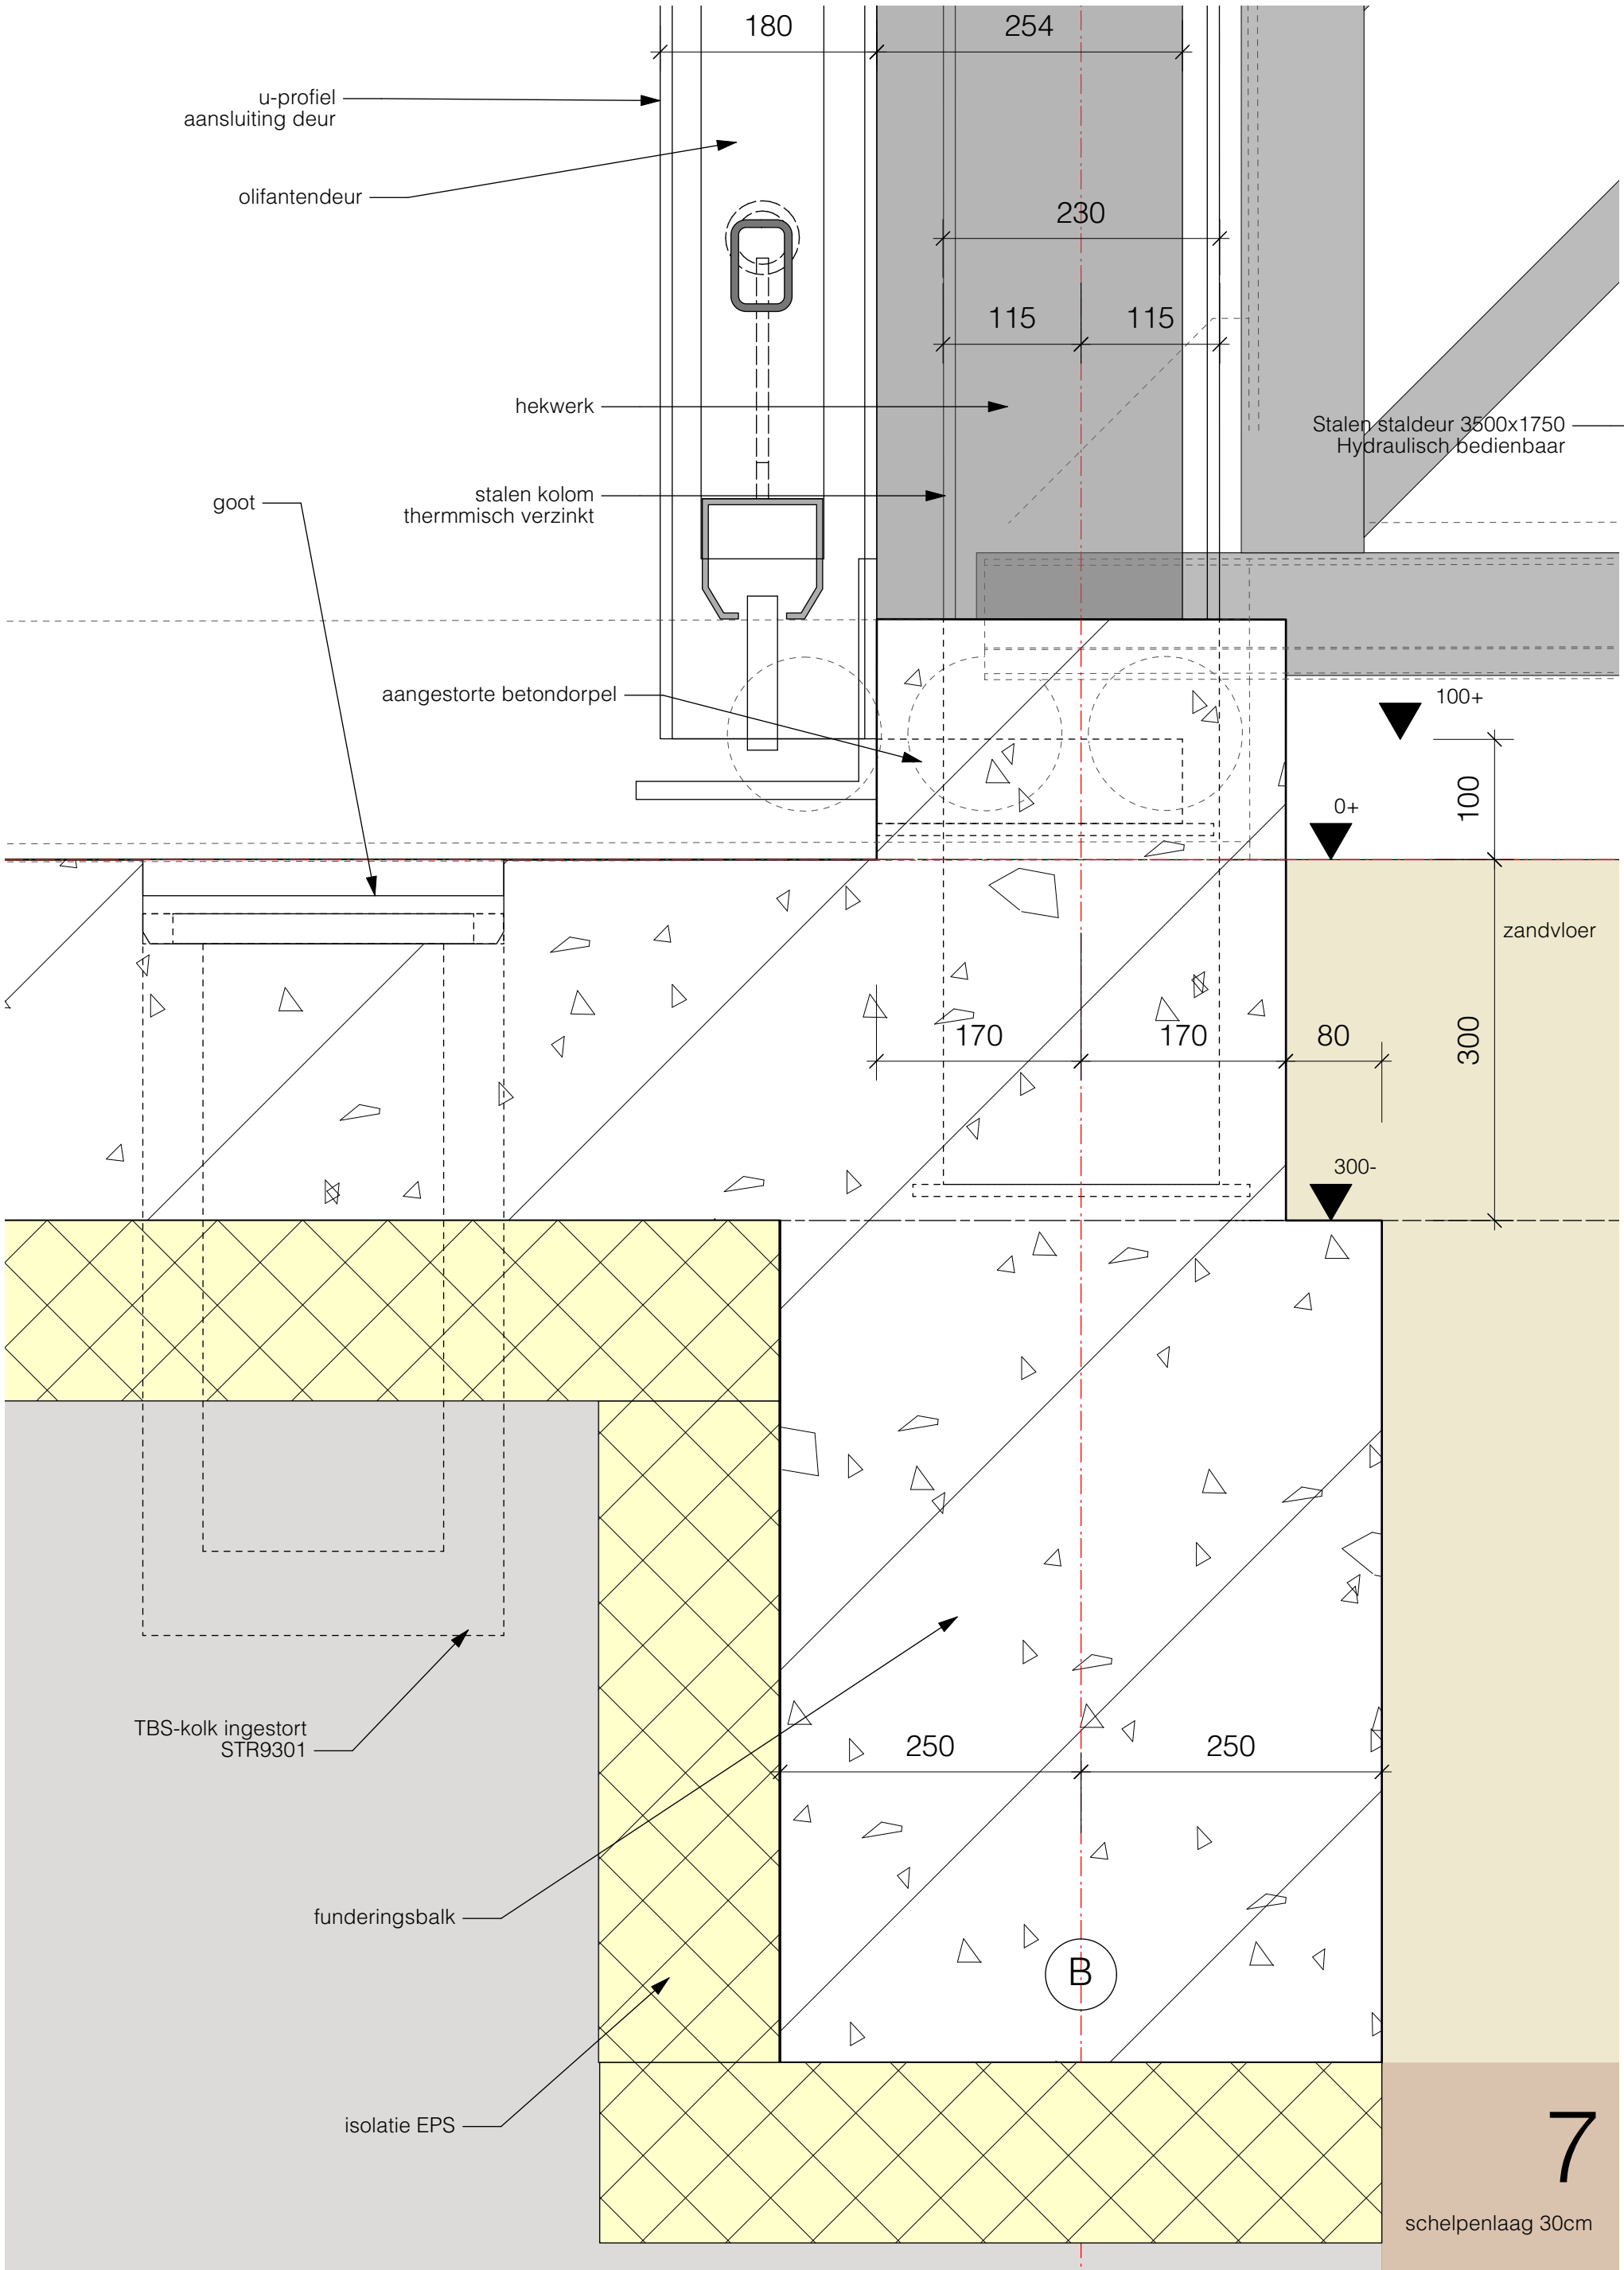 180
254
u-profiel
aansluiting deur
olifantendeur
230
115
115
hekwerk
Stalen staldeur 3500x1750
Hydraulisch bedienbaar
stalen kolom
thermmisch verzinkt
goot
aangestorte betondorpel
100+
100
0+
zandvloer
170
170
80
300
300-
TBS-kolk ingestort
STR9301
250
250
funderingsbalk
B
isolatie EPS
7
schelpenlaag 30cm